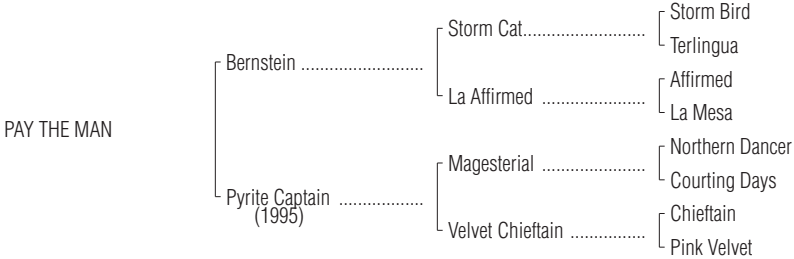 Storm Bird
Storm Cat..........................
Terlingua
Bernstein ..........................
Affirmed
La Affirmed ......................
La Mesa
PAY THE MAN
Northern Dancer
Magesterial ......................
Courting Days
Pyrite Captain ..................
(1995)
Chieftain
Velvet Chieftain ................
Pink Velvet